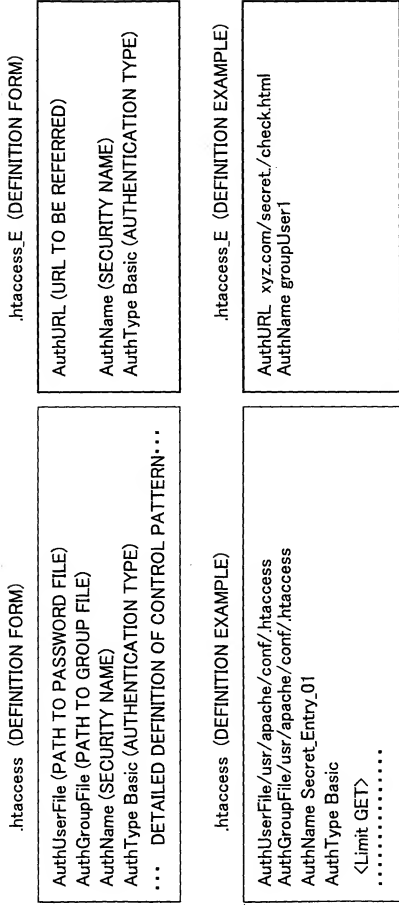 .htaccess (DEFINITION FORM)
AuthUserFile (PATH TO PASSWORD FILE)
AuthGroupFile (PATH TO GROUP FILE)
AuthName (SECURITY NAME)
AuthType Basic (AUTHENTICATION TYPE)
••• DETAILED DEFINITION OF CONTROL PATTERN•••
.htaccess_E (DEFINITION FORM)
AuthURL (URL TO BE REFERRED)
AuthName (SECURITY NAME)
AuthType Basic (AUTHENTICATION TYPE)
.htaccess (DEFINITION EXAMPLE)
AuthUserFile/usr/apache/conf/.htaccess
AuthGroupFile/usr/apache/conf/.htaccess
AuthName Secret_Entry_01
AuthType Basic
<Limit GET>
••••••••••••••••
.htaccess_E (DEFINITION EXAMPLE)
AuthURL xyz.com/secret./check.html
AuthName groupUser1